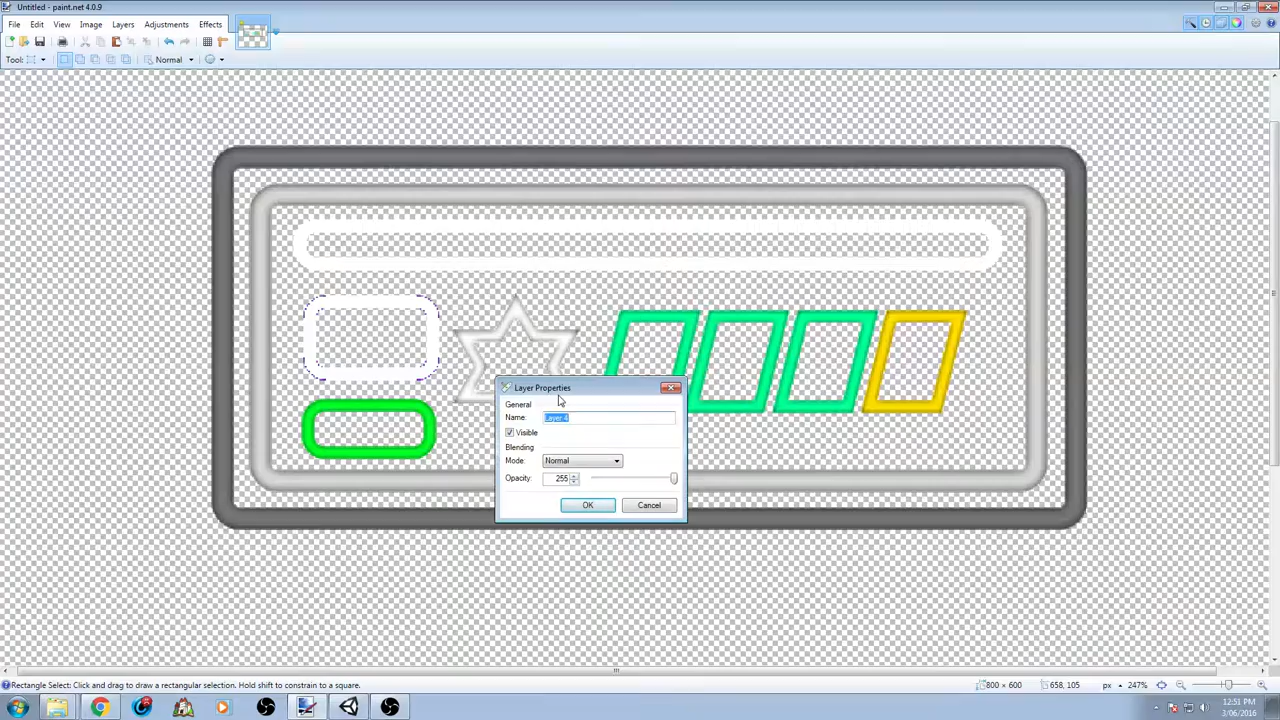 Untitled - paint.net 4.0.9
File Edit View Image Layers Adjustments Effects
Tool: Normal
Layer Properties
General
Name: Layer 4
Visible
Blending
Mode: Normal
Opacity: 255
OK Cancel
Rectangle Select: Click and drag to draw a rectangular selection. Hold shift to constrain to a square.
800 × 600 658, 105 px 247%
12:51 PM
3/06/2016